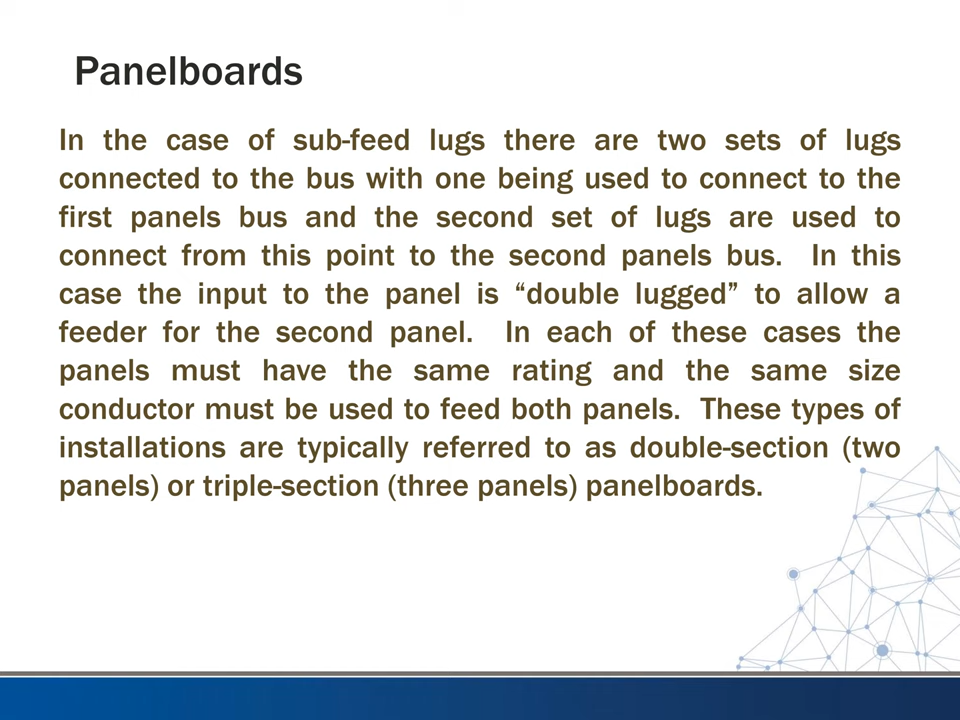 Panelboards
In the case of sub-feed lugs there are two sets of lugs
connected to the bus with one being used to connect to the
first panels bus and the second set of lugs are used to
connect from this point to the second panels bus.  In this
case the input to the panel is “double lugged” to allow a
feeder for the second panel.  In each of these cases the
panels must have the same rating and the same size
conductor must be used to feed both panels.  These types of
installations are typically referred to as double-section (two
panels) or triple-section (three panels) panelboards.